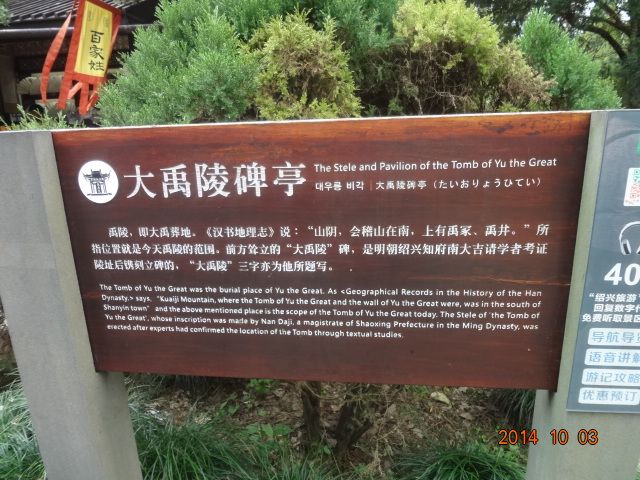 百家姓
大禹陵碑亭
The Stele and Pavilion of the Tomb of Yu the Great
대우릉 비각 | 大禹陵碑亭（たいおりょうひてい）
禹陵，即大禹葬地。《汉书地理志》说：“山阴，会稽山在南，上有禹冢、禹井。”所
指位置就是今天禹陵的范围。前方耸立的“大禹陵”碑，是明朝绍兴知府南大吉请学者考证
陵址后镌刻立碑的，“大禹陵”三字亦为他所题写。
The Tomb of Yu the Great was the burial place of Yu the Great. As <Geographical Records in the History of the Han
Dynasty> says, "Kuaiji Mountain, where the Tomb of Yu the Great and the wall of Yu the Great were, was in the south of
Shanyin town" and the above mentioned place is the scope of the Tomb of Yu the Great today. The Stele of 'the Tomb of
Yu the Great', whose inscription was made by Nan Daji, a magistrate of Shaoxing Prefecture in the Ming Dynasty, was
erected after experts had confirmed the location of the Tomb through textual studies.
40
“绍兴旅游
回复数字
免费听取景区
导航导览
语音讲解
游记攻略
优惠预订
2014 10 03